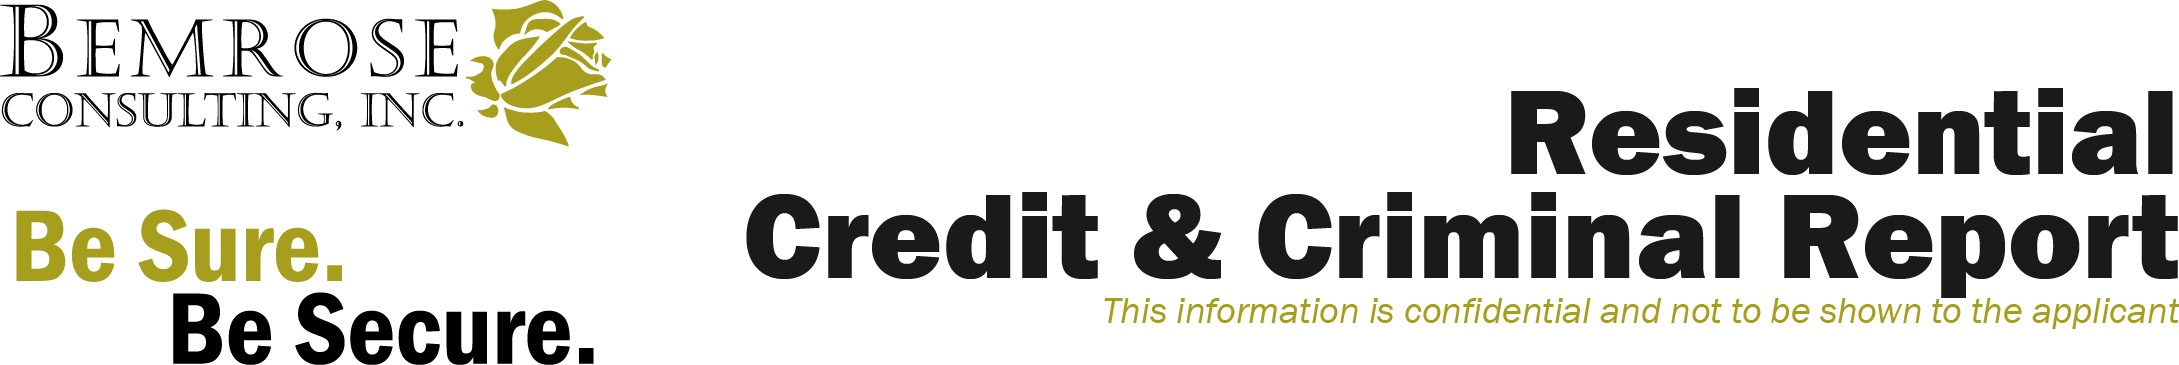 BEMROSE
CONSULTING, INC.
Be Sure.
Be Secure.
Residential
Credit & Criminal Report
This information is confidential and not to be shown to the applicant